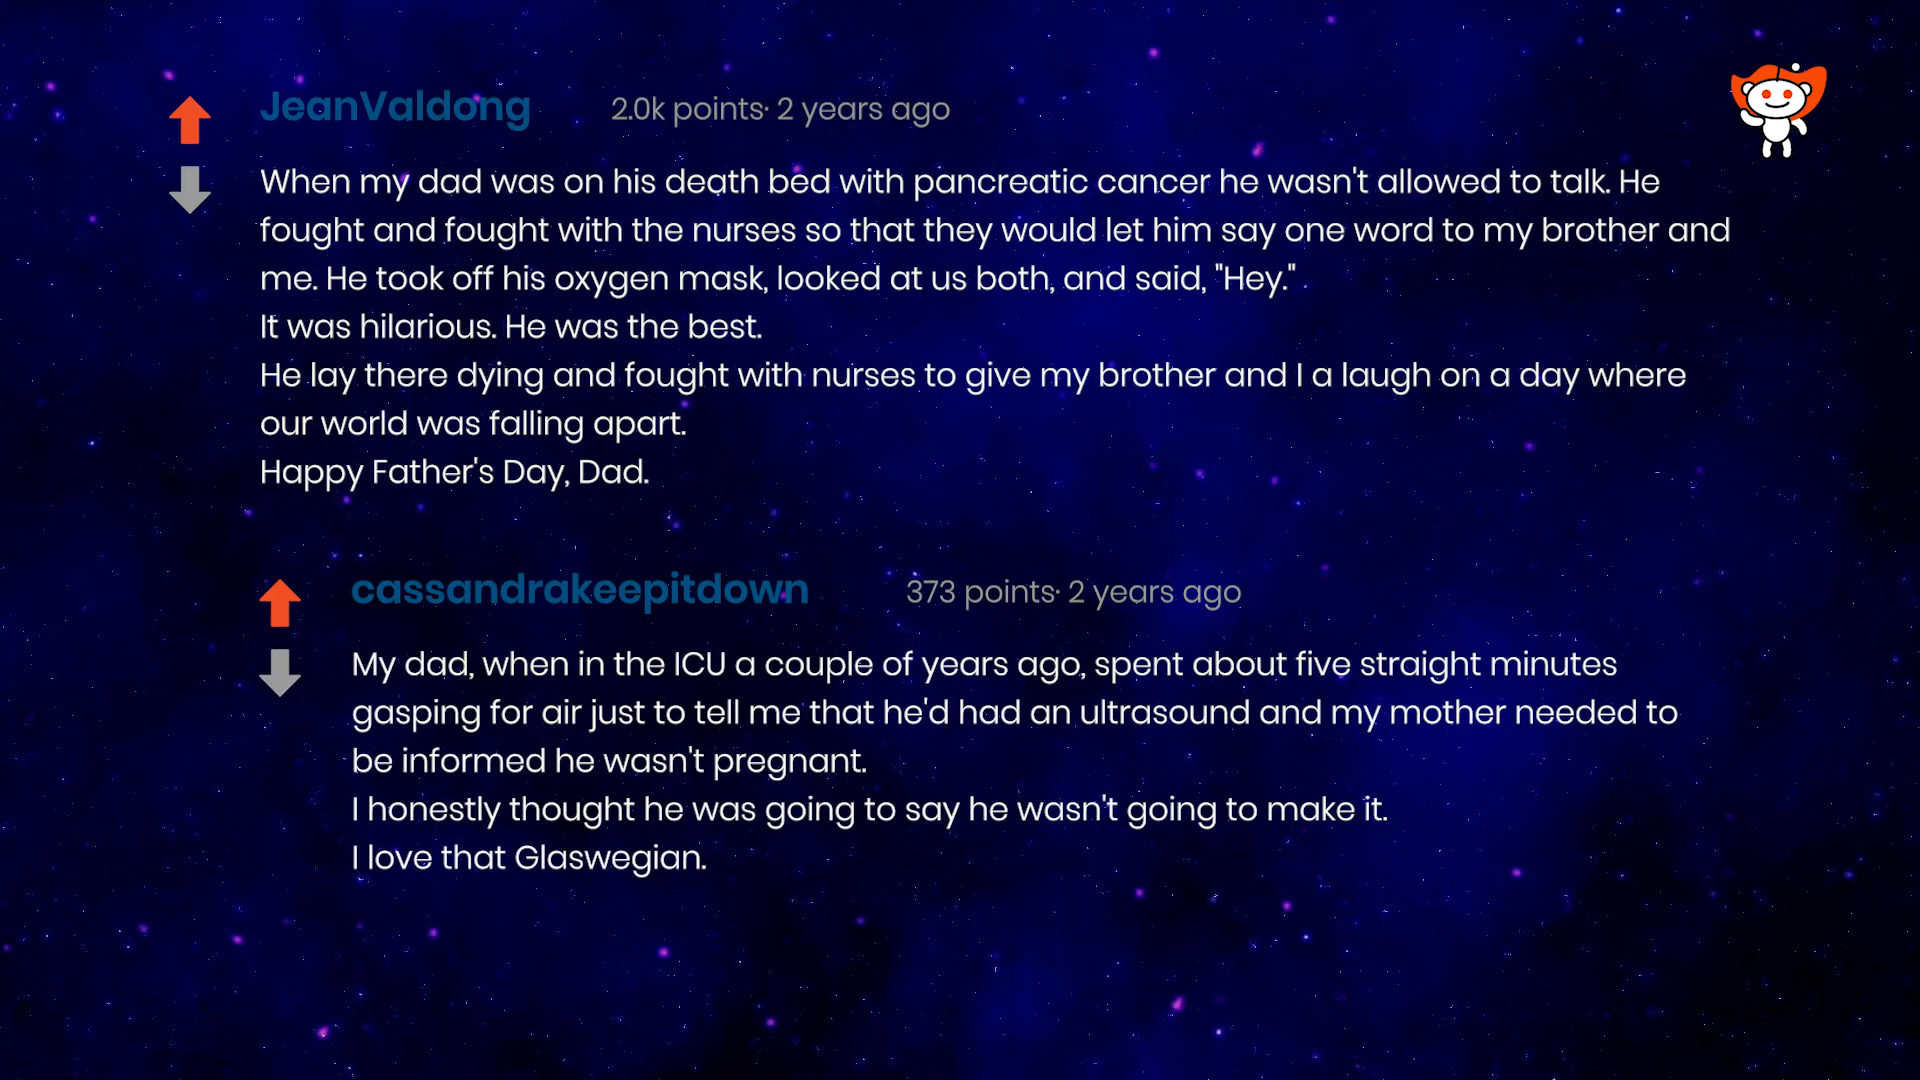 JeanValdong 2.0k points· 2 years ago
When my dad was on his death bed with pancreatic cancer he wasn't allowed to talk. He
fought and fought with the nurses so that they would let him say one word to my brother and
me. He took off his oxygen mask, looked at us both, and said, "Hey."
It was hilarious. He was the best.
He lay there dying and fought with nurses to give my brother and I a laugh on a day where
our world was falling apart.
Happy Father's Day, Dad.
cassandrakeepitdown 373 points· 2 years ago
My dad, when in the ICU a couple of years ago, spent about five straight minutes
gasping for air just to tell me that he'd had an ultrasound and my mother needed to
be informed he wasn't pregnant.
I honestly thought he was going to say he wasn't going to make it.
I love that Glaswegian.